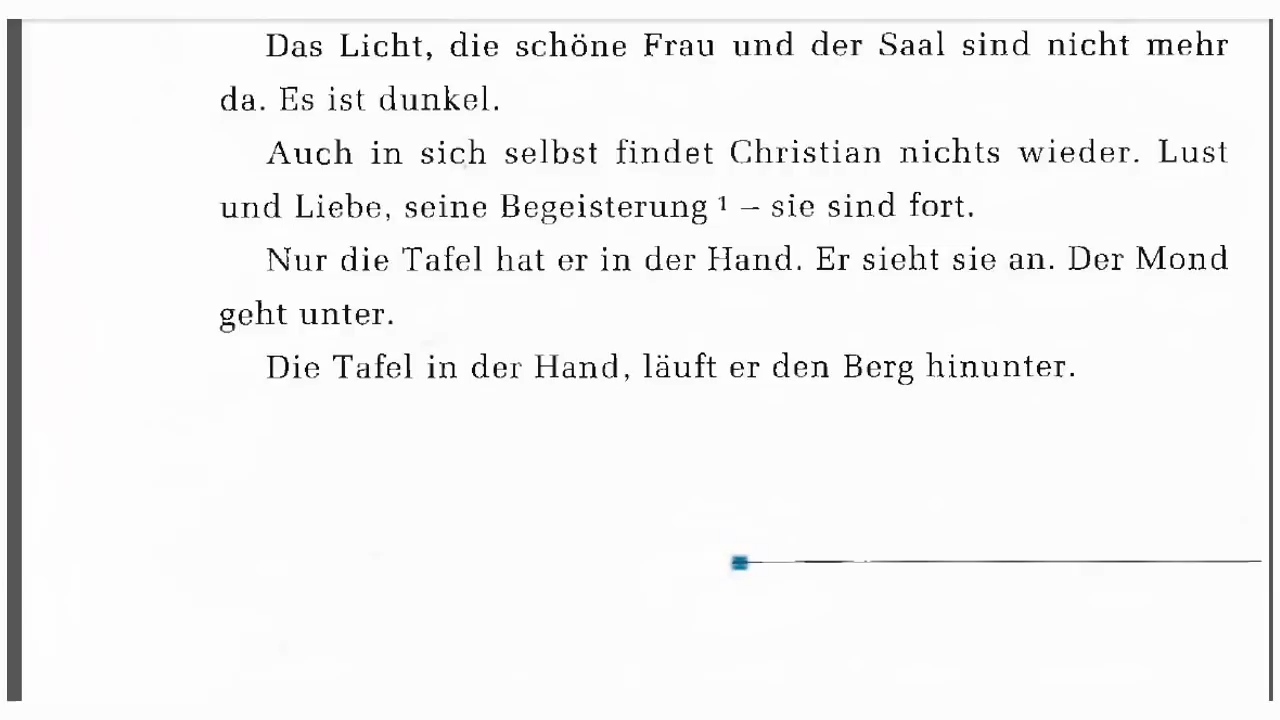 Das Licht, die schöne Frau und der Saal sind nicht mehr
da. Es ist dunkel.
Auch in sich selbst findet Christian nichts wieder. Lust
und Liebe, seine Begeisterung ¹ – sie sind fort.
Nur die Tafel hat er in der Hand. Er sieht sie an. Der Mond
geht unter.
Die Tafel in der Hand, läuft er den Berg hinunter.